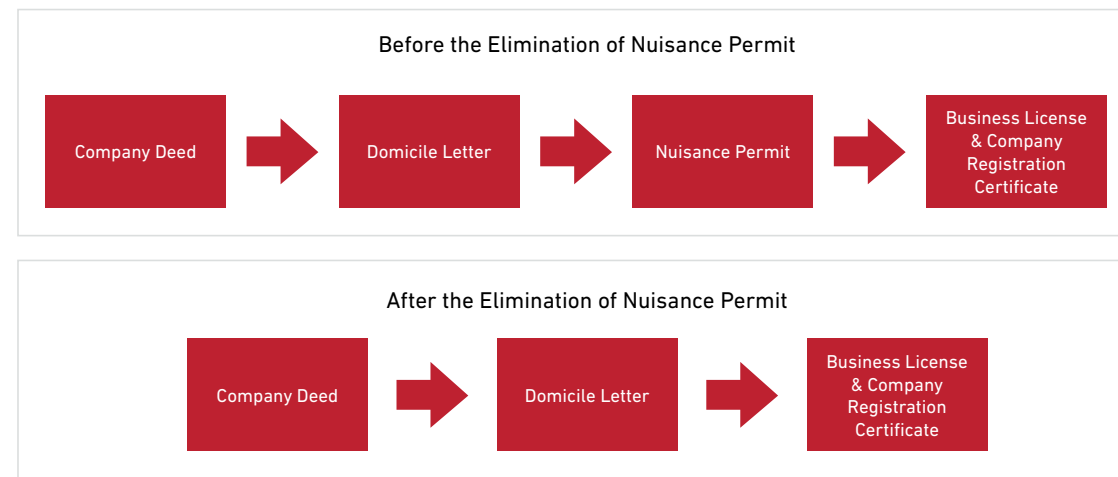 Before the Elimination of Nuisance Permit
Company Deed
Domicile Letter
Nuisance Permit
Business License
& Company
Registration
Certificate
After the Elimination of Nuisance Permit
Company Deed
Domicile Letter
Business License
& Company
Registration
Certificate